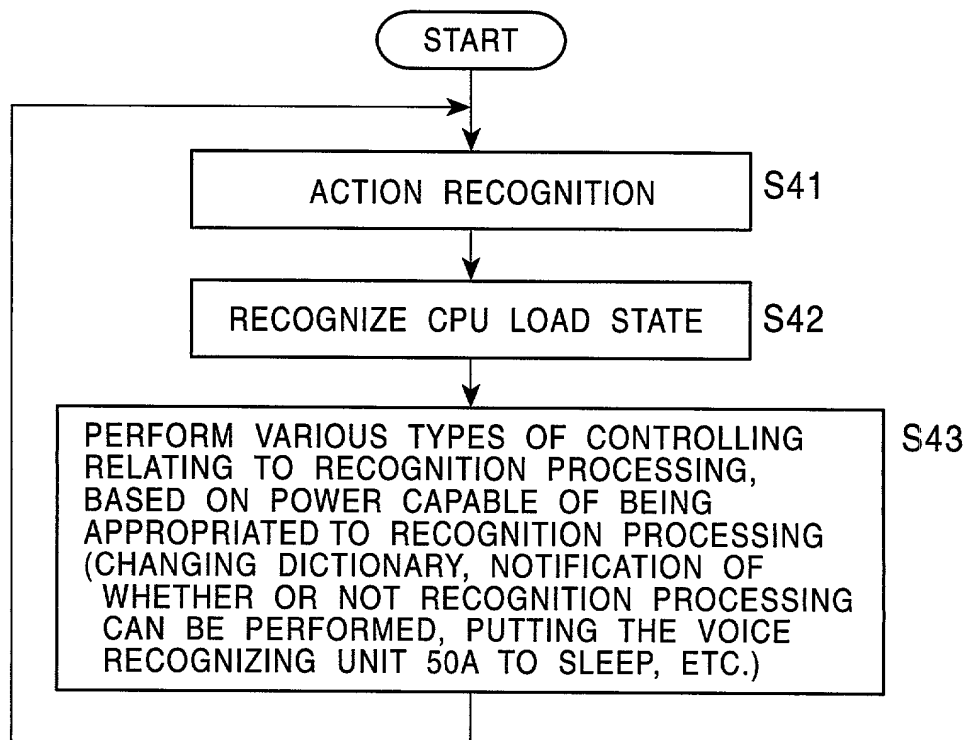 START
ACTION RECOGNITION
S41
RECOGNIZE CPU LOAD STATE
S42
PERFORM VARIOUS TYPES OF CONTROLLING
RELATING TO RECOGNITION PROCESSING,
BASED ON POWER CAPABLE OF BEING
APPROPRIATED TO RECOGNITION PROCESSING
(CHANGING DICTIONARY, NOTIFICATION OF
WHETHER OR NOT RECOGNITION PROCESSING
CAN BE PERFORMED, PUTTING THE VOICE
RECOGNIZING UNIT 50A TO SLEEP, ETC.)
S43